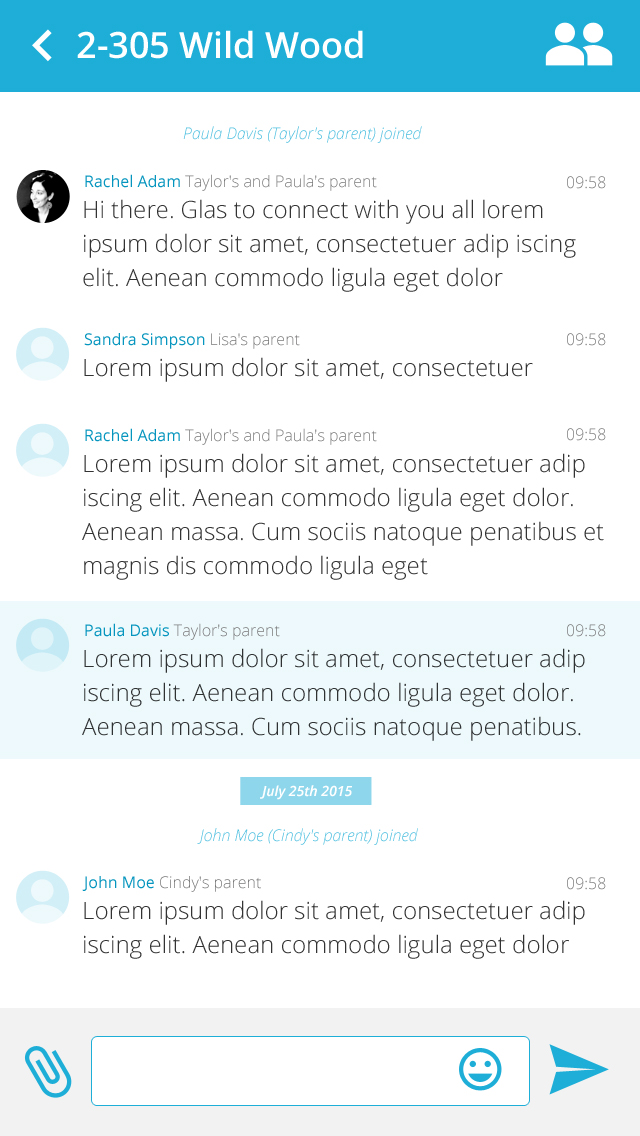 2-305 Wild Wood
Paula Davis (Taylor's parent) joined
Rachel Adam Taylor's and Paula's parent 09:58
Hi there. Glas to connect with you all lorem
ipsum dolor sit amet, consectetuer adip iscing
elit. Aenean commodo ligula eget dolor
Sandra Simpson Lisa's parent 09:58
Lorem ipsum dolor sit amet, consectetuer
Rachel Adam Taylor's and Paula's parent 09:58
Lorem ipsum dolor sit amet, consectetuer adip
iscing elit. Aenean commodo ligula eget dolor.
Aenean massa. Cum sociis natoque penatibus et
magnis dis commodo ligula eget
Paula Davis Taylor's parent 09:58
Lorem ipsum dolor sit amet, consectetuer adip
iscing elit. Aenean commodo ligula eget dolor.
Aenean massa. Cum sociis natoque penatibus.
July 25th 2015
John Moe (Cindy's parent) joined
John Moe Cindy's parent 09:58
Lorem ipsum dolor sit amet, consectetuer adip
iscing elit. Aenean commodo ligula eget dolor